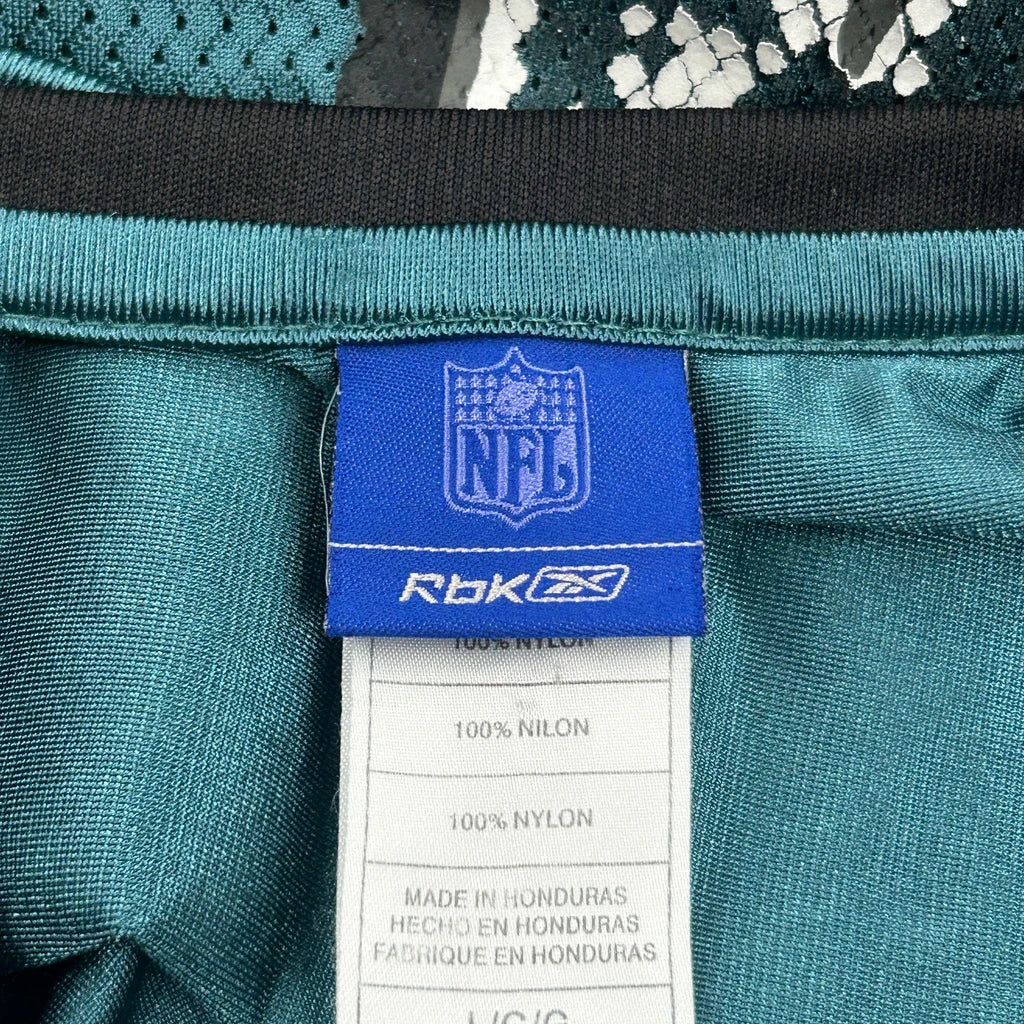 NFL
RbK
100% NYLON
100% NILON
100% NYLON
MADE IN HONDURAS
HECHO EN HONDURAS
FABRIQUE EN HONDURAS
L/G/G